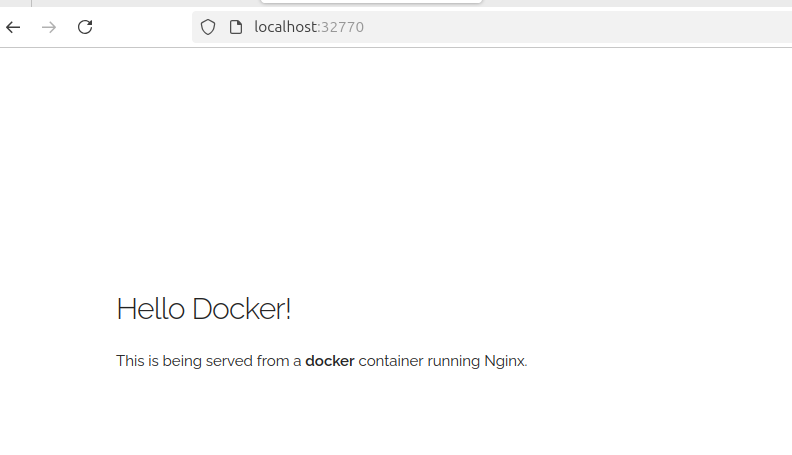 localhost:32770
Hello Docker!
This is being served from a docker container running Nginx.